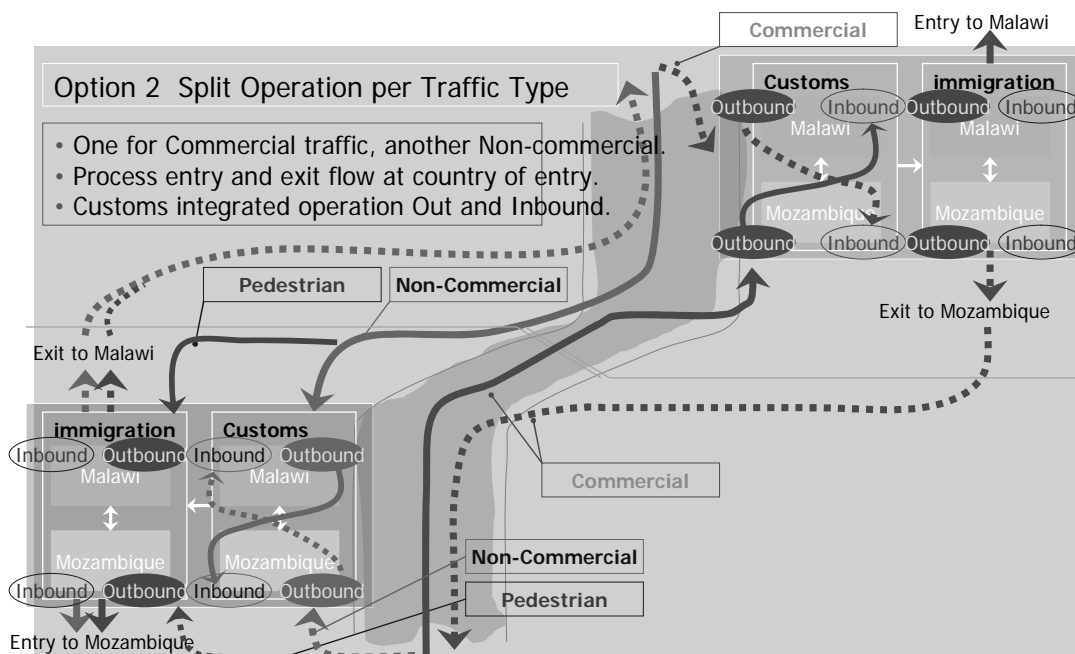 Entry to Malawi
Commercial
Option 2 Split Operation per Traffic Type
Customs
immigration
Outbound
Inbound
Outbound
Inbound
Malawi
Malawi
• One for Commercial traffic, another Non-commercial.
• Process entry and exit flow at country of entry.
• Customs integrated operation Out and Inbound.
Mozambique
Mozambique
Outbound
Inbound
Outbound
Inbound
Pedestrian
Non-Commercial
Exit to Mozambique
Exit to Malawi
immigration
Customs
Inbound
Outbound
Inbound
Outbound
Malawi
Malawi
Commercial
Mozambique
Mozambique
Non-Commercial
Inbound
Outbound
Inbound
Outbound
Pedestrian
Entry to Mozambique